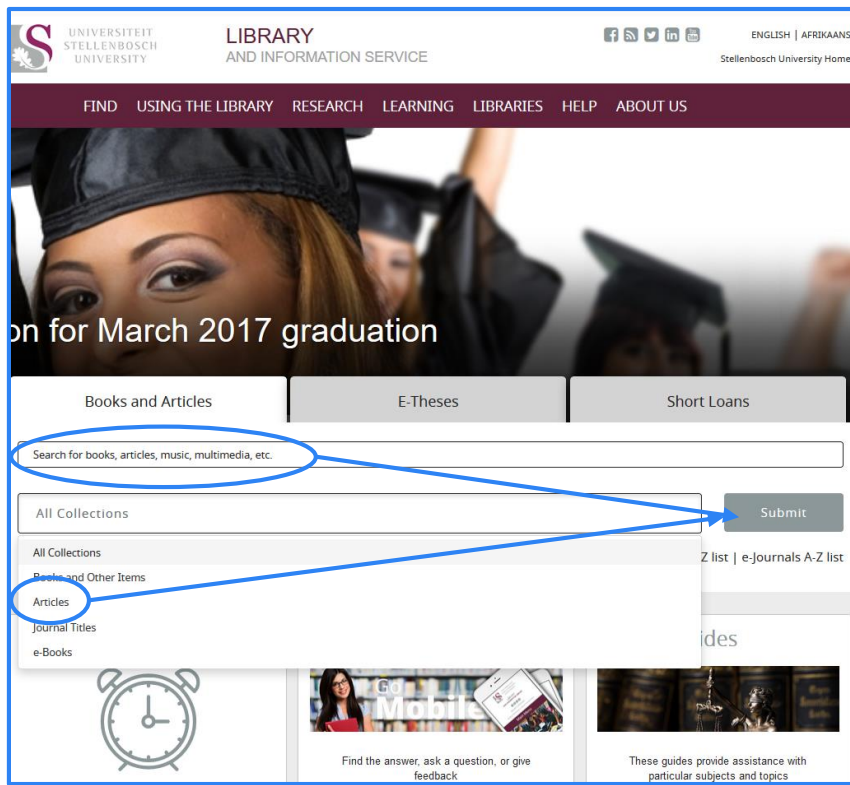 UNIVERSITEIT
STELLENBOSCH
UNIVERSITY
LIBRARY
AND INFORMATION SERVICE
ENGLISH | AFRIKAANS
Stellenbosch University Home
FIND USING THE LIBRARY RESEARCH LEARNING LIBRARIES HELP ABOUT US
on for March 2017 graduation
Books and Articles E-Theses Short Loans
Search for books, articles, music, multimedia, etc.
All Collections Submit
All Collections
Z list | e-Journals A-Z list
Books and Other Items
Articles
Journal Titles
ides
e-Books
Go
Mobile
Find the answer, ask a question, or give
feedback
These guides provide assistance with
particular subjects and topics